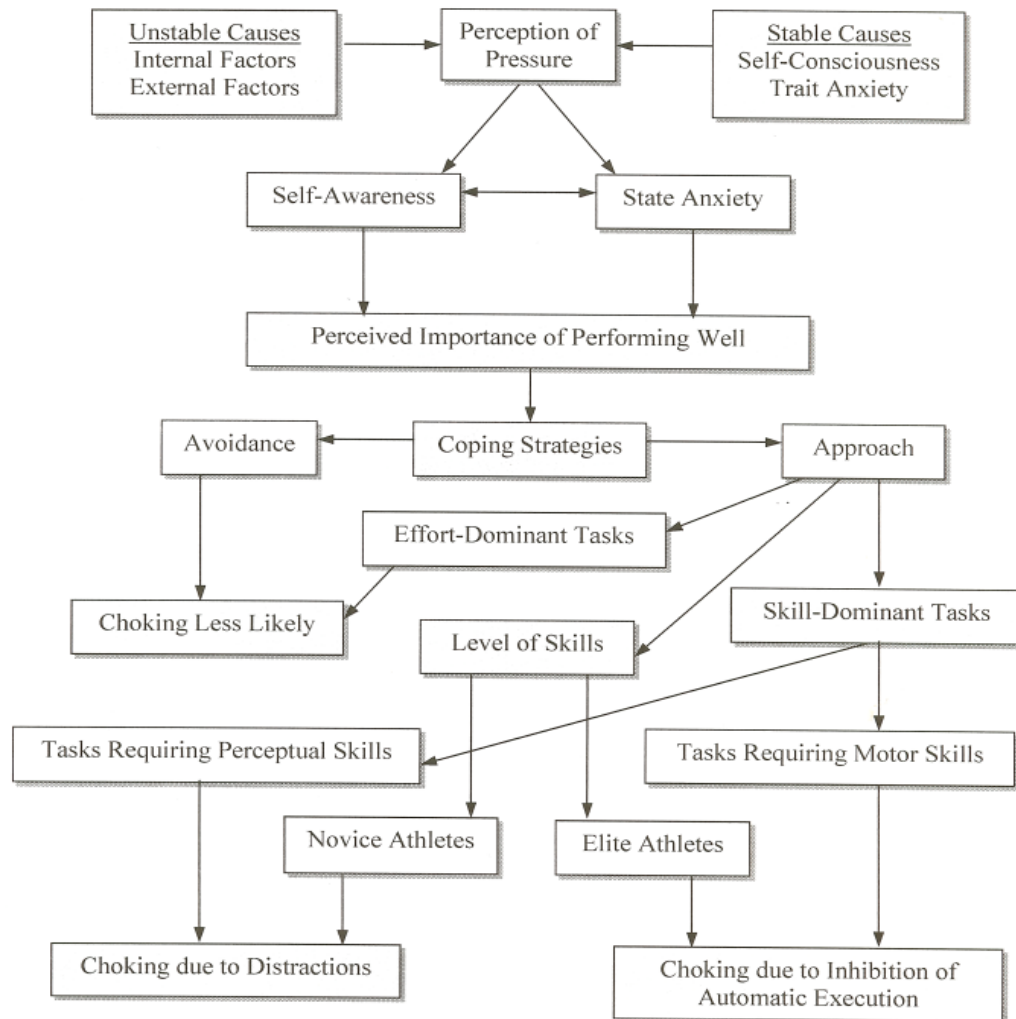 Unstable Causes
Internal Factors
External Factors
Perception of
Pressure
Stable Causes
Self-Consciousness
Trait Anxiety
Self-Awareness
State Anxiety
Perceived Importance of Performing Well
Avoidance
Coping Strategies
Approach
Effort-Dominant Tasks
Choking Less Likely
Level of Skills
Skill-Dominant Tasks
Tasks Requiring Perceptual Skills
Tasks Requiring Motor Skills
Novice Athletes
Elite Athletes
Choking due to Distractions
Choking due to Inhibition of
Automatic Execution